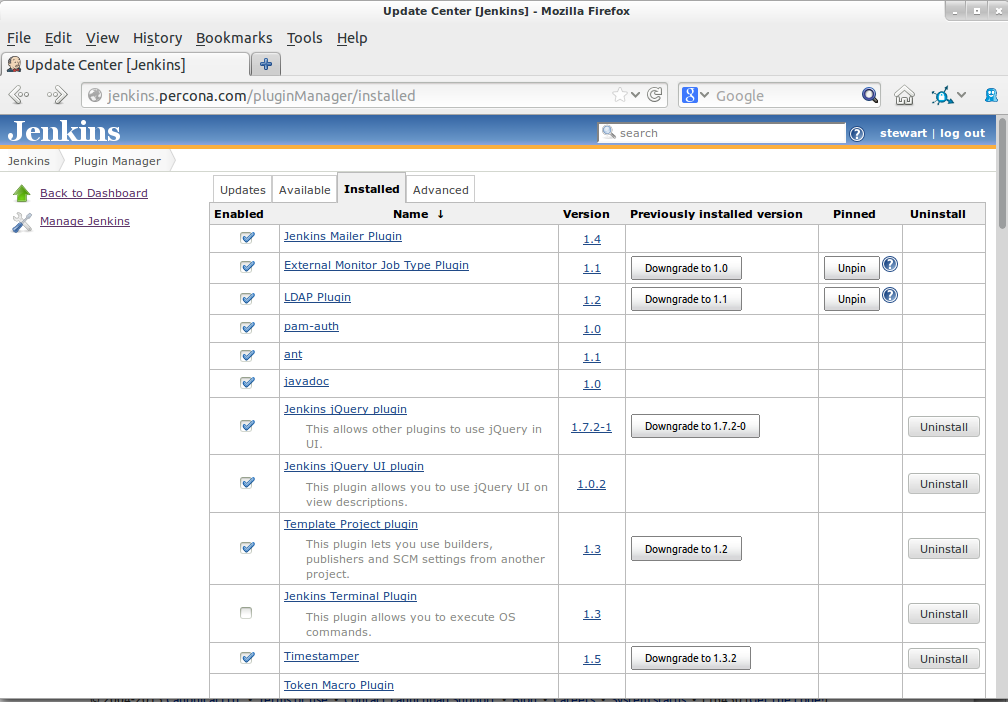 Update Center [Jenkins] - Mozilla Firefox
File Edit View History Bookmarks Tools Help
Update Center [Jenkins]
jenkins.percona.com/pluginManager/installed
Google
Jenkins
search
stewart | log out
Jenkins Plugin Manager
Back to Dashboard
Manage Jenkins
Updates Available Installed Advanced
Enabled Name ↓ Version Previously installed version Pinned Uninstall
Jenkins Mailer Plugin 1.4
External Monitor Job Type Plugin 1.1 Downgrade to 1.0 Unpin
LDAP Plugin 1.2 Downgrade to 1.1 Unpin
pam-auth 1.0
ant 1.1
javadoc 1.0
Jenkins jQuery plugin
This allows other plugins to use jQuery in
UI.
1.7.2-1 Downgrade to 1.7.2-0 Uninstall
Jenkins jQuery UI plugin
This plugin allows you to use jQuery UI on
view descriptions.
1.0.2 Uninstall
Template Project plugin
This plugin lets you use builders,
publishers and SCM settings from another
project.
1.3 Downgrade to 1.2 Uninstall
Jenkins Terminal Plugin
This plugin allows you to execute OS
commands.
1.3 Uninstall
Timestamper 1.5 Downgrade to 1.3.2 Uninstall
Token Macro Plugin